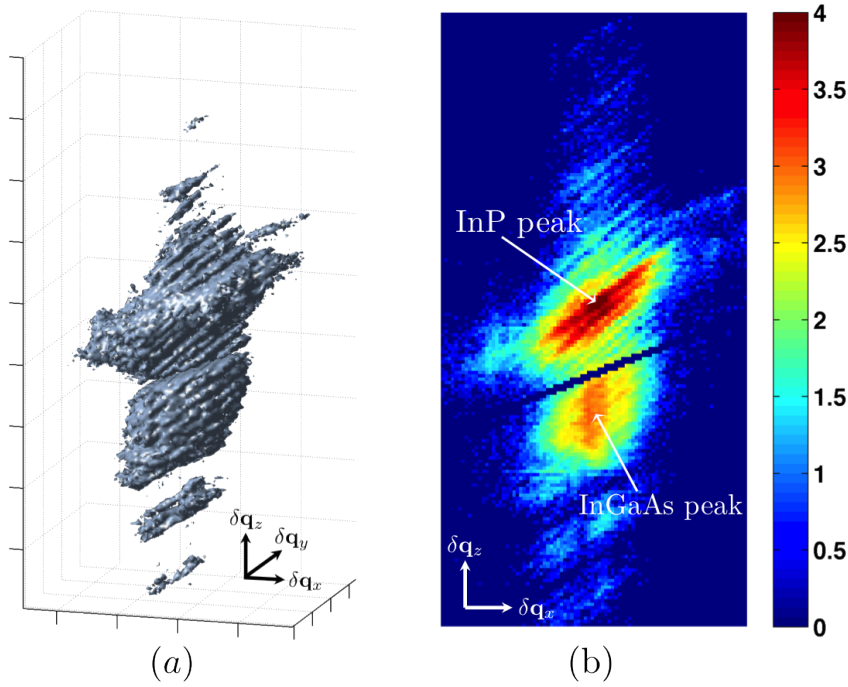 δq_z
δq_y
δq_x
(a)
InP peak
InGaAs peak
δq_z
δq_x
(b)
4
3.5
3
2.5
2
1.5
1
0.5
0